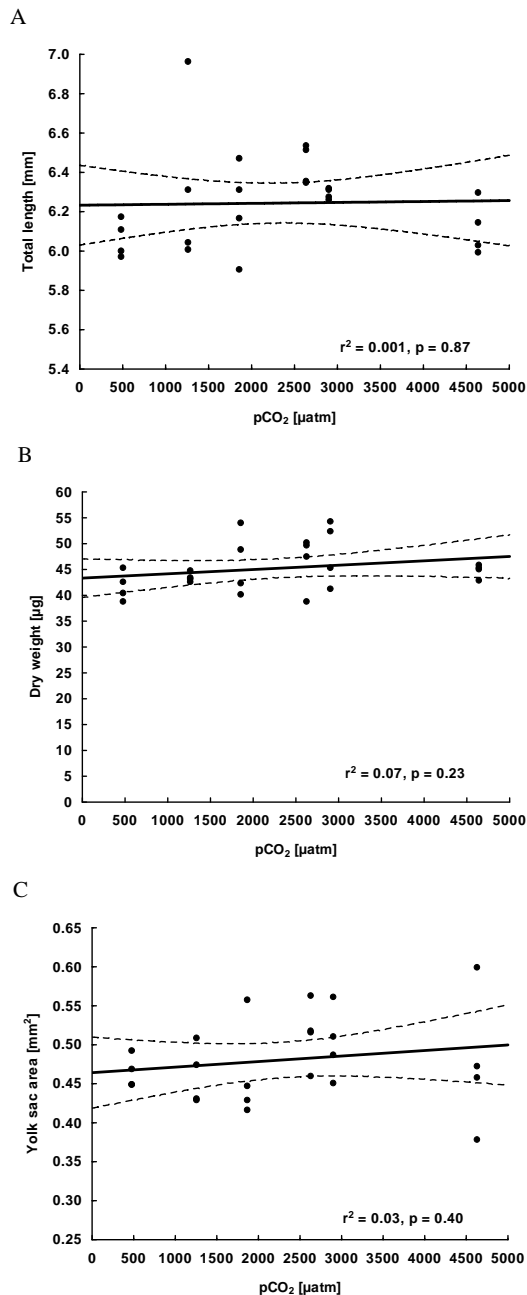 A
7.0
6.8
6.6
6.4
6.2
6.0
5.8
5.6
5.4
Total length [mm]
r² = 0.001, p = 0.87
0 500 1000 1500 2000 2500 3000 3500 4000 4500 5000
pCO₂ [µatm]
B
60
55
50
45
40
35
30
25
20
15
10
5
0
Dry weight [µg]
r² = 0.07, p = 0.23
0 500 1000 1500 2000 2500 3000 3500 4000 4500 5000
pCO₂ [µatm]
C
0.65
0.60
0.55
0.50
0.45
0.40
0.35
0.30
0.25
Yolk sac area [mm²]
r² = 0.03, p = 0.40
0 500 1000 1500 2000 2500 3000 3500 4000 4500 5000
pCO₂ [µatm]